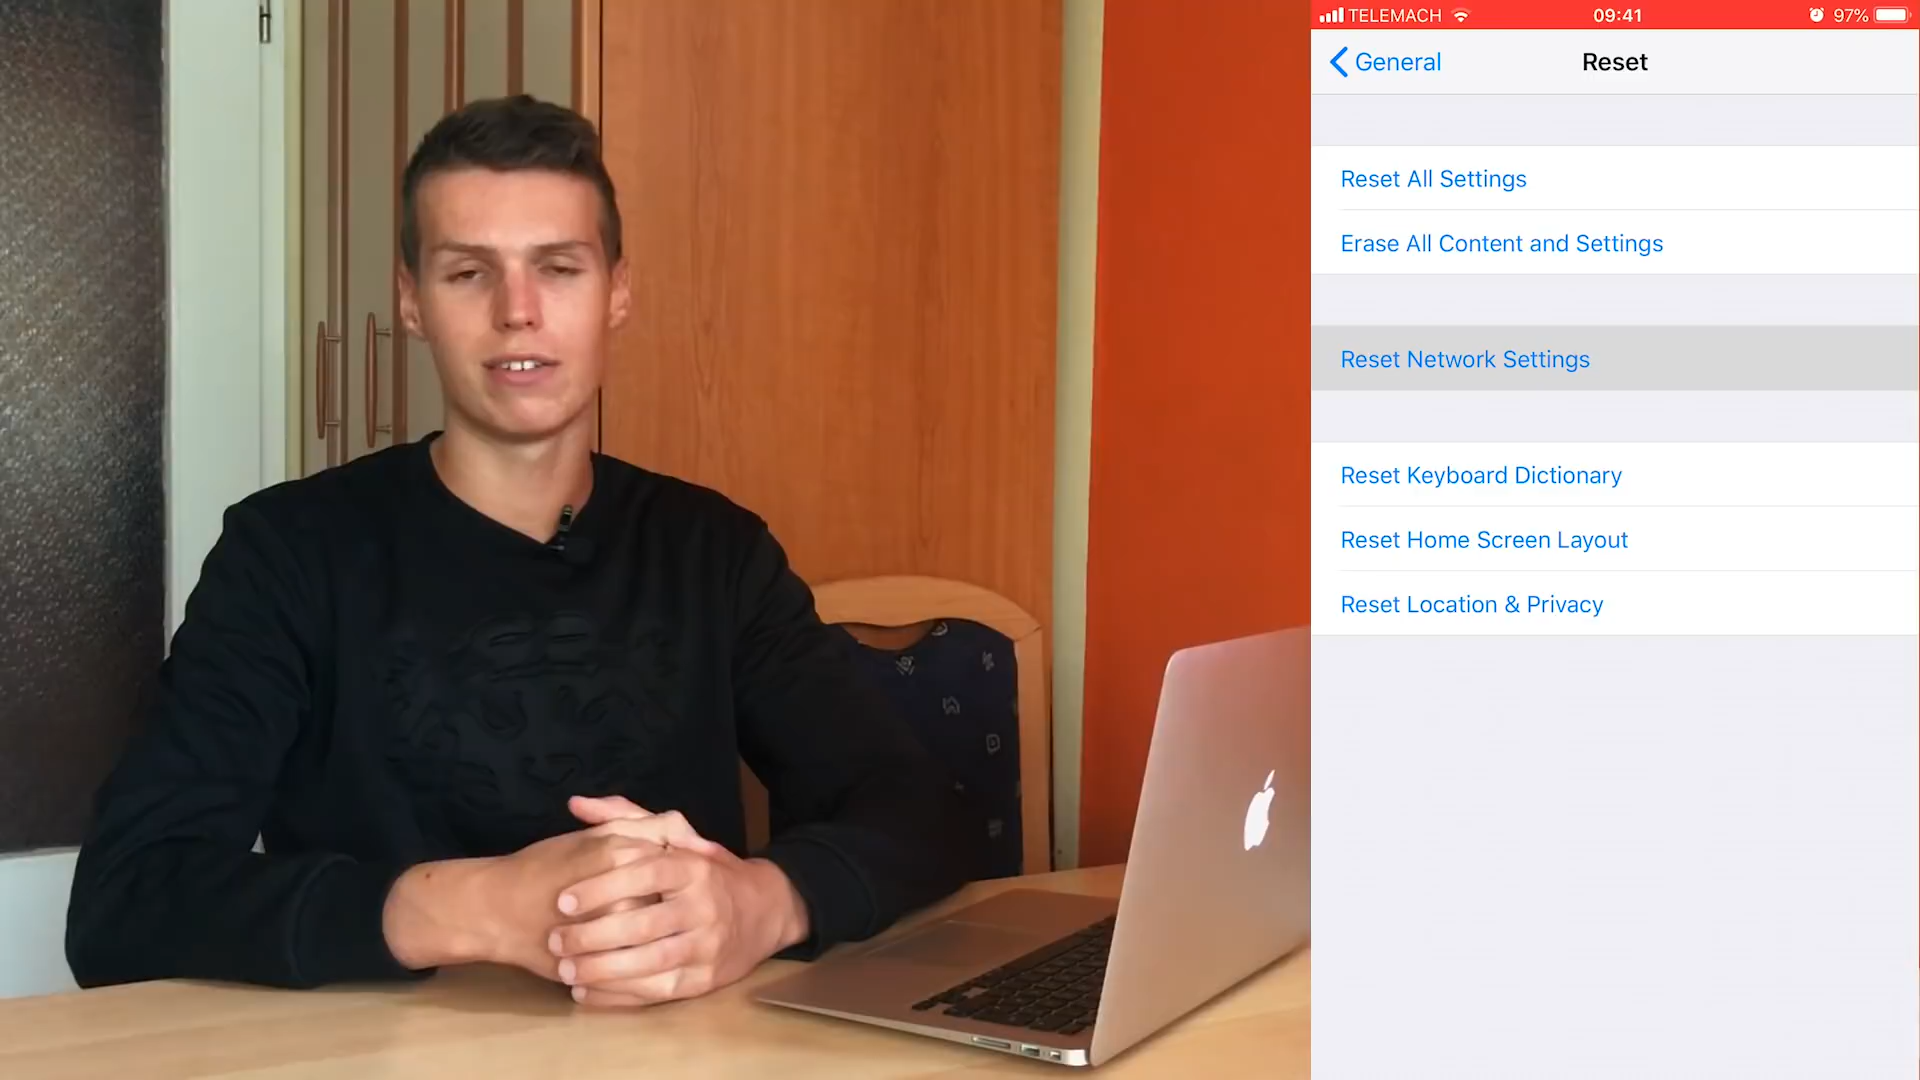 TELEMACH 09:41 97%
General Reset
Reset All Settings
Erase All Content and Settings
Reset Network Settings
Reset Keyboard Dictionary
Reset Home Screen Layout
Reset Location & Privacy